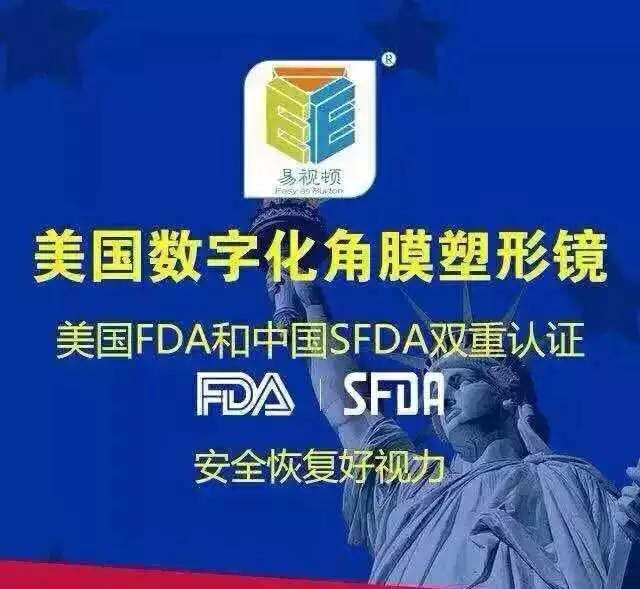 ®
EE
易视顿
Easy as Burton
美国数字化角膜塑形镜
美国FDA和中国SFDA双重认证
FDA | SFDA
安全恢复好视力